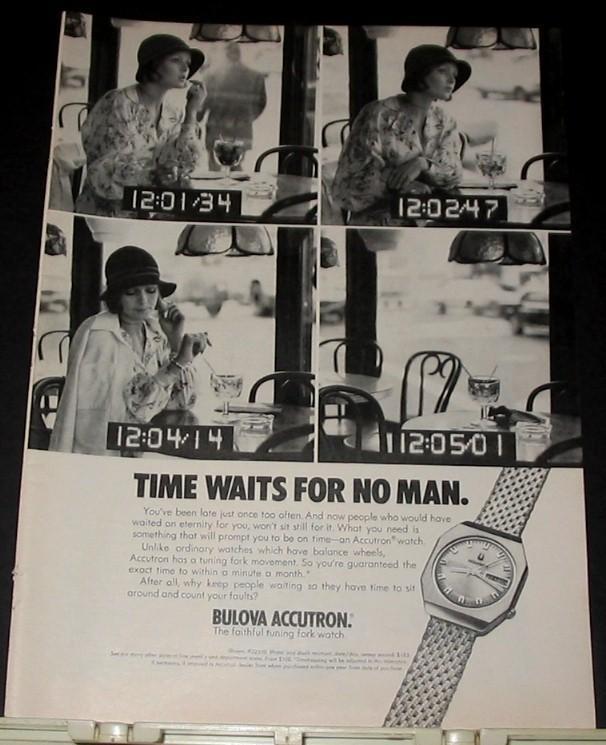 12:01/34
12:02/47
12:04/14
12:05/01
TIME WAITS FOR NO MAN.
You've been late just once too often. And now people who would have
waited on eternity for you, won't sit still for it. What you need is
something that will prompt you to be on time—an Accutron® watch.
Unlike ordinary watches which have balance wheels,
Accutron has a tuning fork movement. So you're guaranteed the
exact time to within a minute a month.*
After all, why keep people waiting so they have time to sit
around and count your faults?
BULOVA ACCUTRON.®
The faithful tuning fork watch.